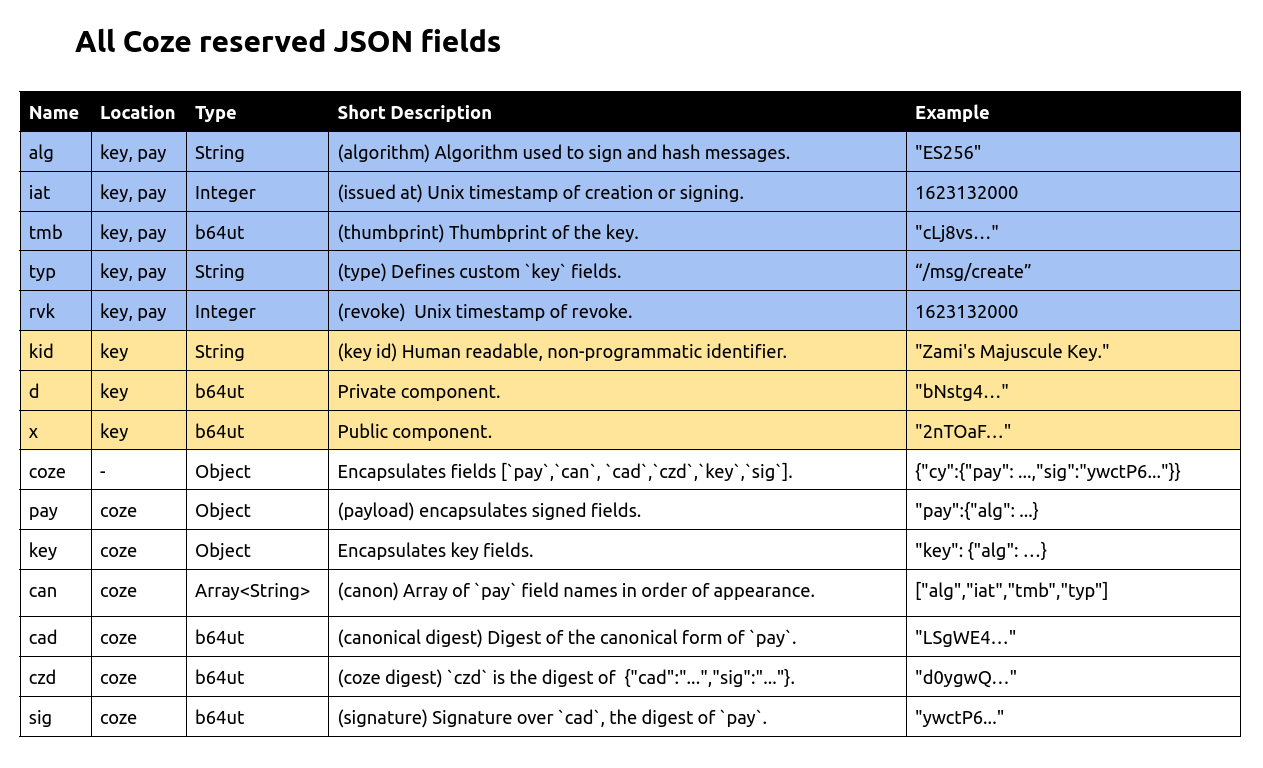 All Coze reserved JSON fields
Name Location Type Short Description Example
alg key, pay String (algorithm) Algorithm used to sign and hash messages. "ES256"
iat key, pay Integer (issued at) Unix timestamp of creation or signing. 1623132000
tmb key, pay b64ut (thumbprint) Thumbprint of the key. "cLj8vs…"
typ key, pay String (type) Defines custom `key` fields. “/msg/create”
rvk key, pay Integer (revoke)  Unix timestamp of revoke. 1623132000
kid key String (key id) Human readable, non-programmatic identifier. "Zami's Majuscule Key."
d key b64ut Private component. "bNstg4…"
x key b64ut Public component. "2nTOaF…"
coze - Object Encapsulates fields [`pay`,`can`, `cad`,`czd`,`key`,`sig`]. {"cy":{"pay": ...,"sig":"ywctP6..."}}
pay coze Object (payload) encapsulates signed fields. "pay":{"alg": ...}
key coze Object Encapsulates key fields. "key": {"alg": …}
can coze Array<String> (canon) Array of `pay` field names in order of appearance. ["alg","iat","tmb","typ"]
cad coze b64ut (canonical digest) Digest of the canonical form of `pay`. "LSgWE4…"
czd coze b64ut (coze digest) `czd` is the digest of  {"cad":"...","sig":"..."}. "d0ygwQ…"
sig coze b64ut (signature) Signature over `cad`, the digest of `pay`. "ywctP6..."